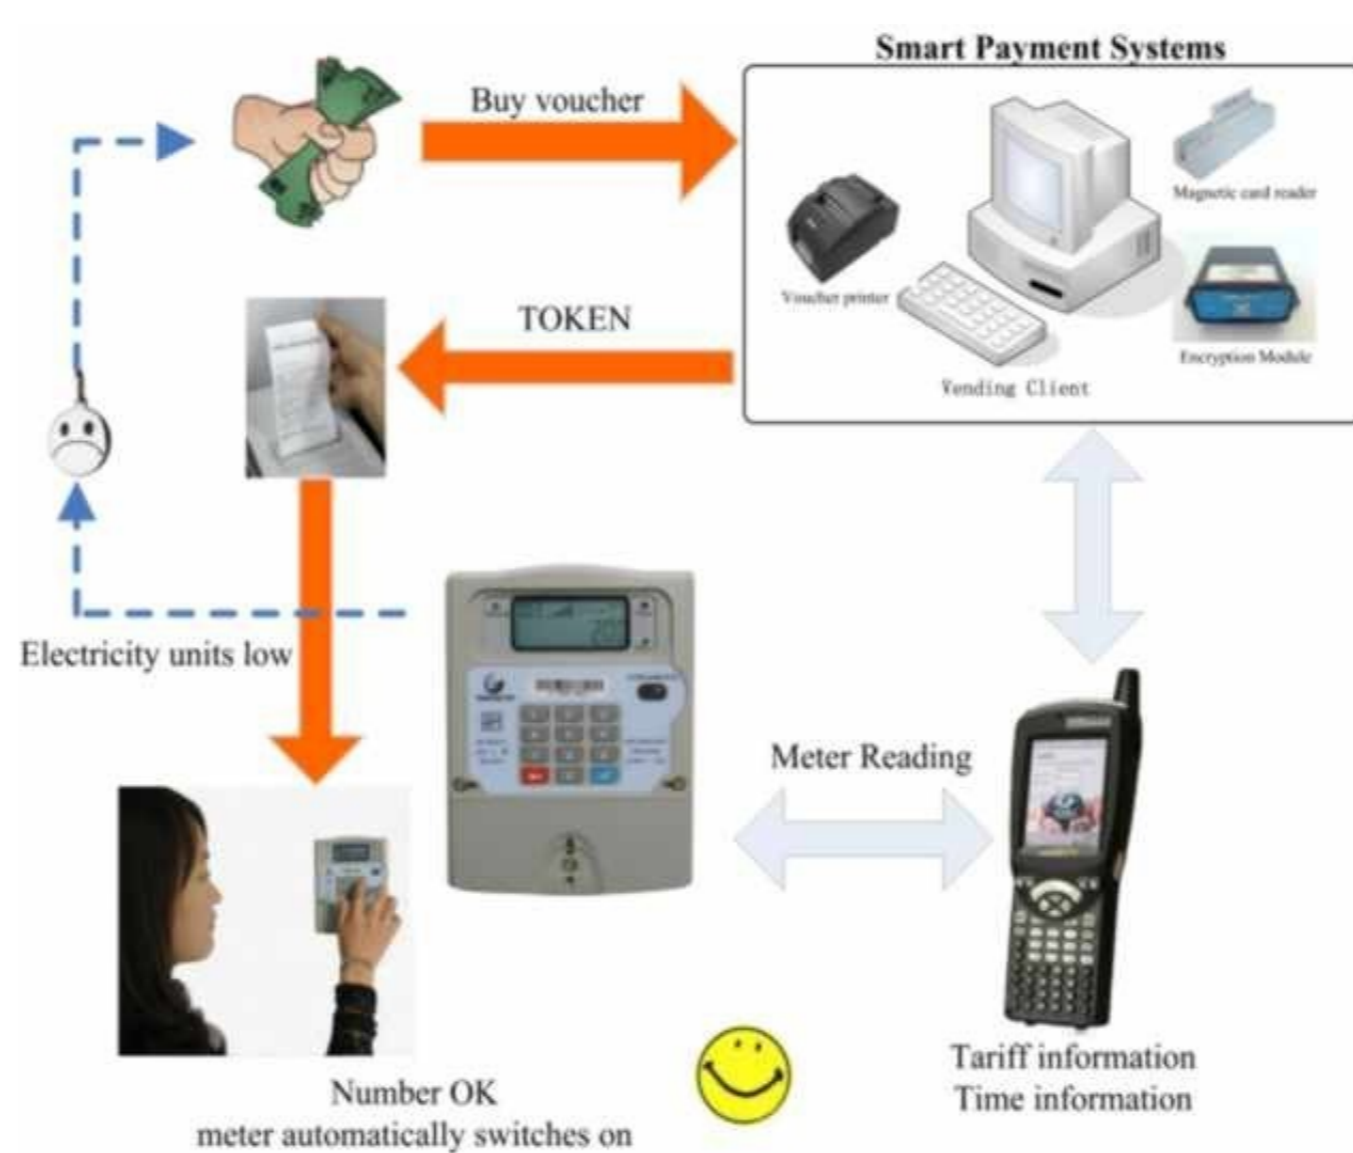 Smart Payment Systems
Buy voucher
Magnetic card reader
Voucher printer
TOKEN
Encryption Module
Vending Client
Electricity units low
Meter Reading
Tariff information
Time information
Number OK
meter automatically switches on